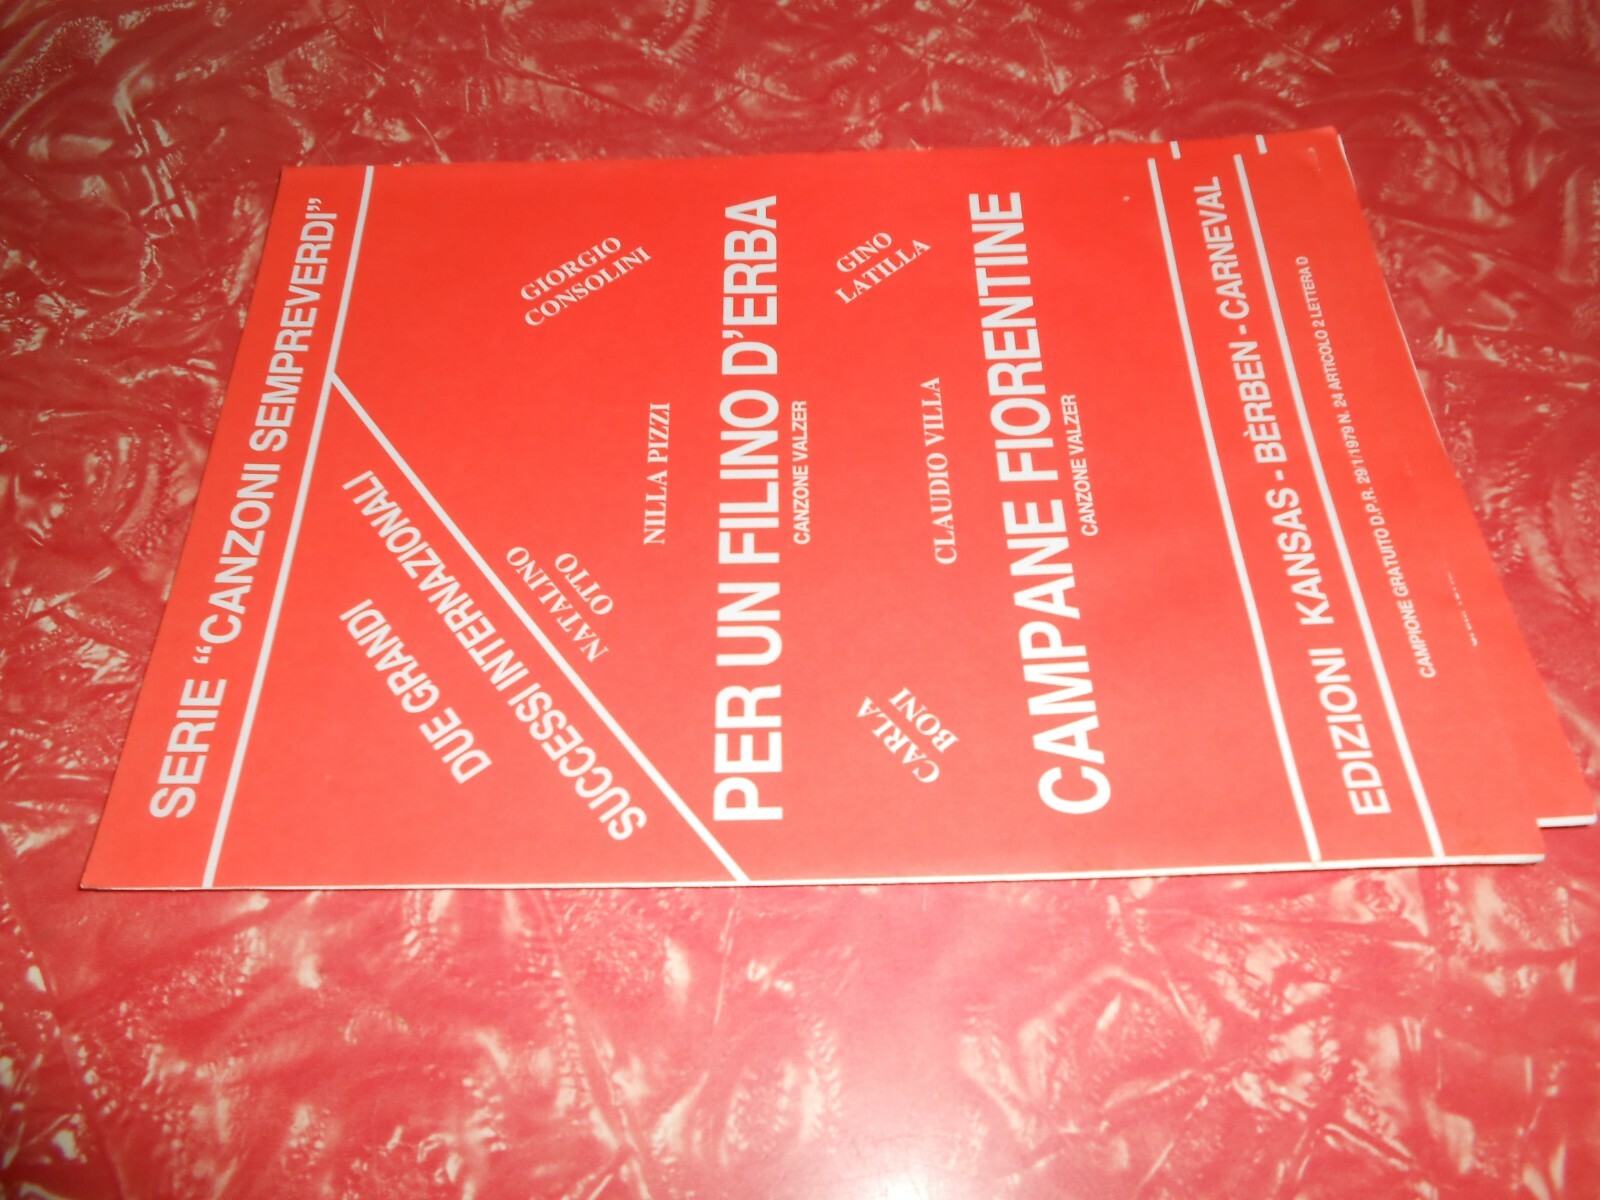 SERIE “CANZONI SEMPREVERDI”
DUE GRANDI
SUCCESSI INTERNAZIONALI
NATALINO
OTTO
GIORGIO
CONSOLINI
NILLA PIZZI
PER UN FILINO D'ERBA
CANZONE VALZER
CARLA
BONI
CLAUDIO VILLA
GINO
LATILLA
CAMPANE FIORENTINE
CANZONE VALZER
EDIZIONI KANSAS - BÈRBEN - CARNEVAL
CAMPIONE GRATUITO D.P.R. 29/1/1979 N. 24 ARTICOLO 2 LETTERA D